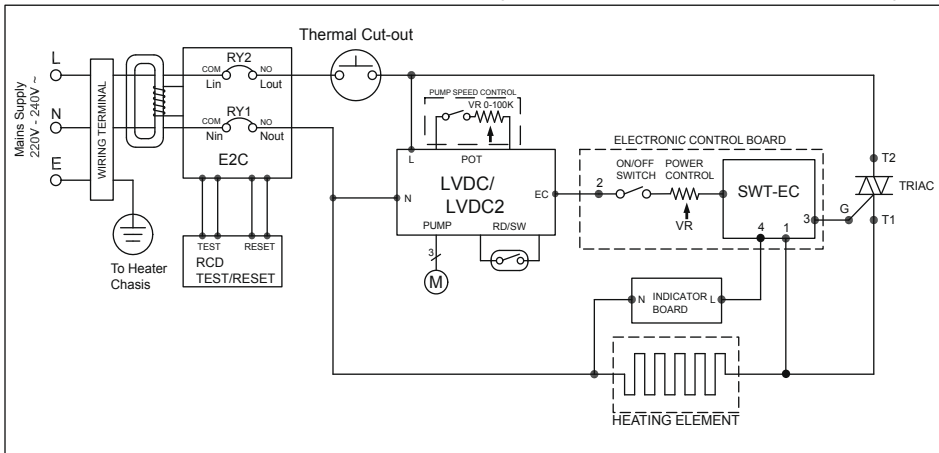 Thermal Cut-out
Mains Supply
220V - 240V ~
L
N
E
WIRING TERMINAL
To Heater
Chasis
RY2
COM
NO
Lin
Lout
RY1
COM
NO
Nin
Nout
E2C
TEST
RESET
RCD
TEST/RESET
PUMP SPEED CONTROL
VR 0-100K
L
POT
LVDC/
LVDC2
N
EC
PUMP
RD/SW
3
M
ELECTRONIC CONTROL BOARD
ON/OFF
SWITCH
POWER
CONTROL
2
VR
SWT-EC
3
4
1
G
T2
TRIAC
T1
N
INDICATOR
BOARD
L
HEATING ELEMENT